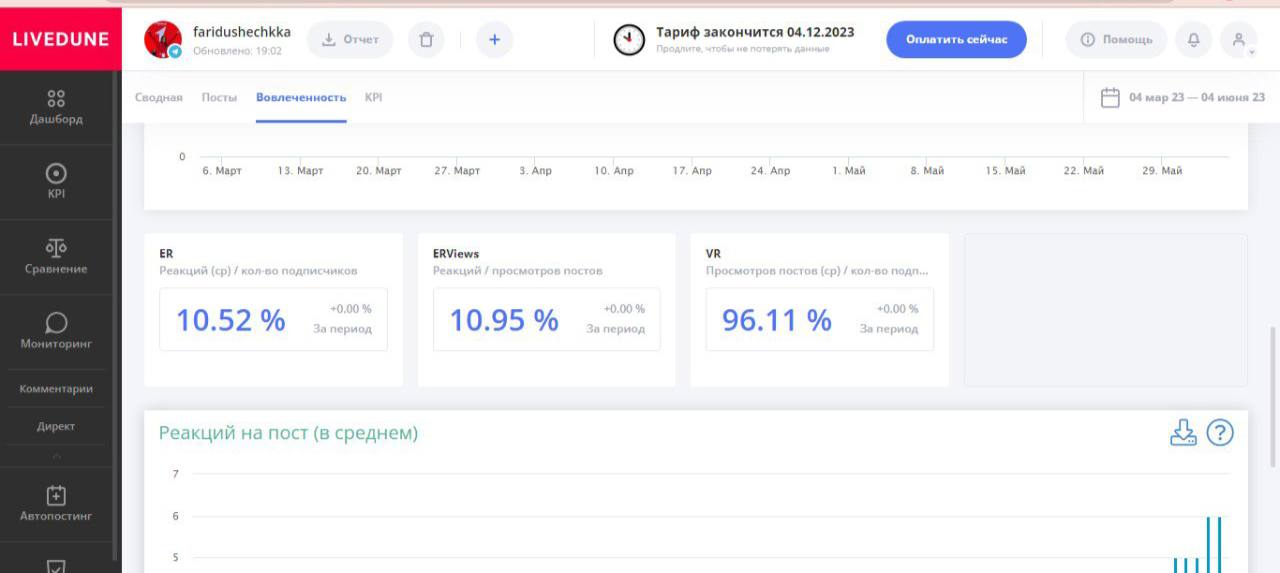 LIVEDUNE
faridushechkka
Обновлено: 19:02
Отчет
+
Тариф закончится 04.12.2023
Продлите, чтобы не потерять данные
Оплатить сейчас
Помощь
Дашборд
KPI
Сравнение
Мониторинг
Комментарии
Директ
Автопостинг
Сводная Посты Вовлеченность KPI
04 мар 23 — 04 июня 23
0
6. Март 13. Март 20. Март 27. Март 3. Апр 10. Апр 17. Апр 24. Апр 1. Май 8. Май 15. Май 22. Май 29. Май
ER
Реакций (ср) / кол-во подписчиков
10.52 %
+0.00 %
За период
ERViews
Реакций / просмотров постов
10.95 %
+0.00 %
За период
VR
Просмотров постов (ср) / кол-во подп...
96.11 %
+0.00 %
За период
Реакций на пост (в среднем)
?
7
6
5